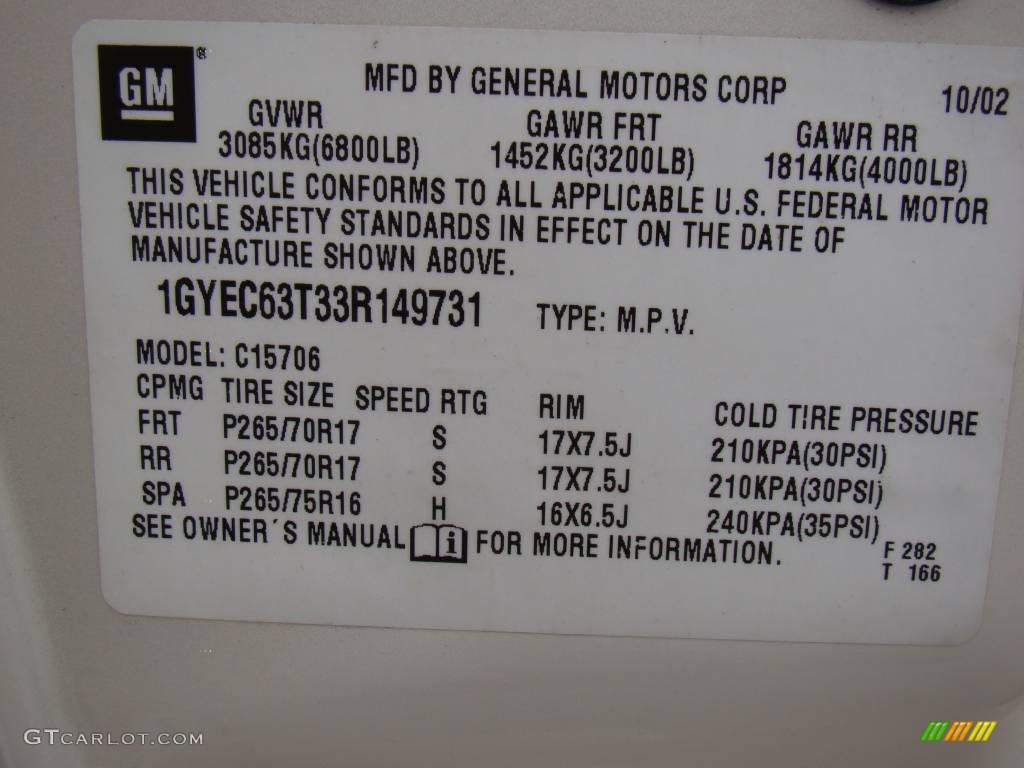 GM ®
MFD BY GENERAL MOTORS CORP 10/02
GVWR GAWR FRT GAWR RR
3085KG(6800LB) 1452KG(3200LB) 1814KG(4000LB)
THIS VEHICLE CONFORMS TO ALL APPLICABLE U.S. FEDERAL MOTOR
VEHICLE SAFETY STANDARDS IN EFFECT ON THE DATE OF
MANUFACTURE SHOWN ABOVE.
1GYEC63T33R149731 TYPE: M.P.V.
MODEL: C15706
CPMG TIRE SIZE SPEED RTG RIM COLD TIRE PRESSURE
FRT P265/70R17 S 17X7.5J 210KPA(30PSI)
RR P265/70R17 S 17X7.5J 210KPA(30PSI)
SPA P265/75R16 H 16X6.5J 240KPA(35PSI)
SEE OWNER´S MANUAL i FOR MORE INFORMATION.
F 282
T 166
GTCARLOT.COM